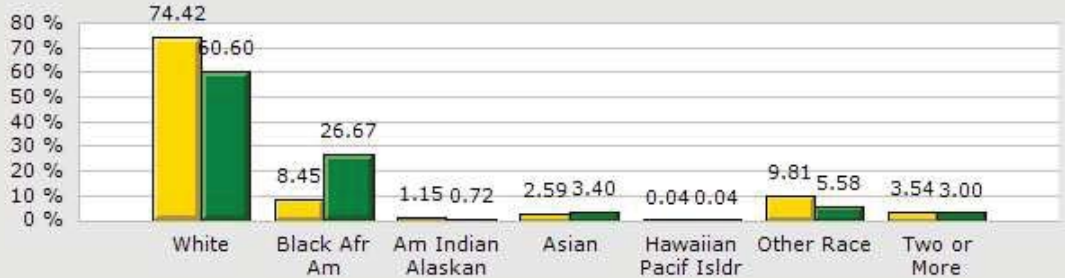 74.42
80 %
70 %
60.60
60 %
50 %
40 %
26.67
30 %
20 %
8.45
9.81
5.58
10 %
1.15 0.72
2.59 3.40
0.04 0.04
3.54 3.00
0 %
White
Black Afr
Am
Am Indian
Alaskan
Asian
Hawaiian
Pacif Isldr
Other Race
Two or
More